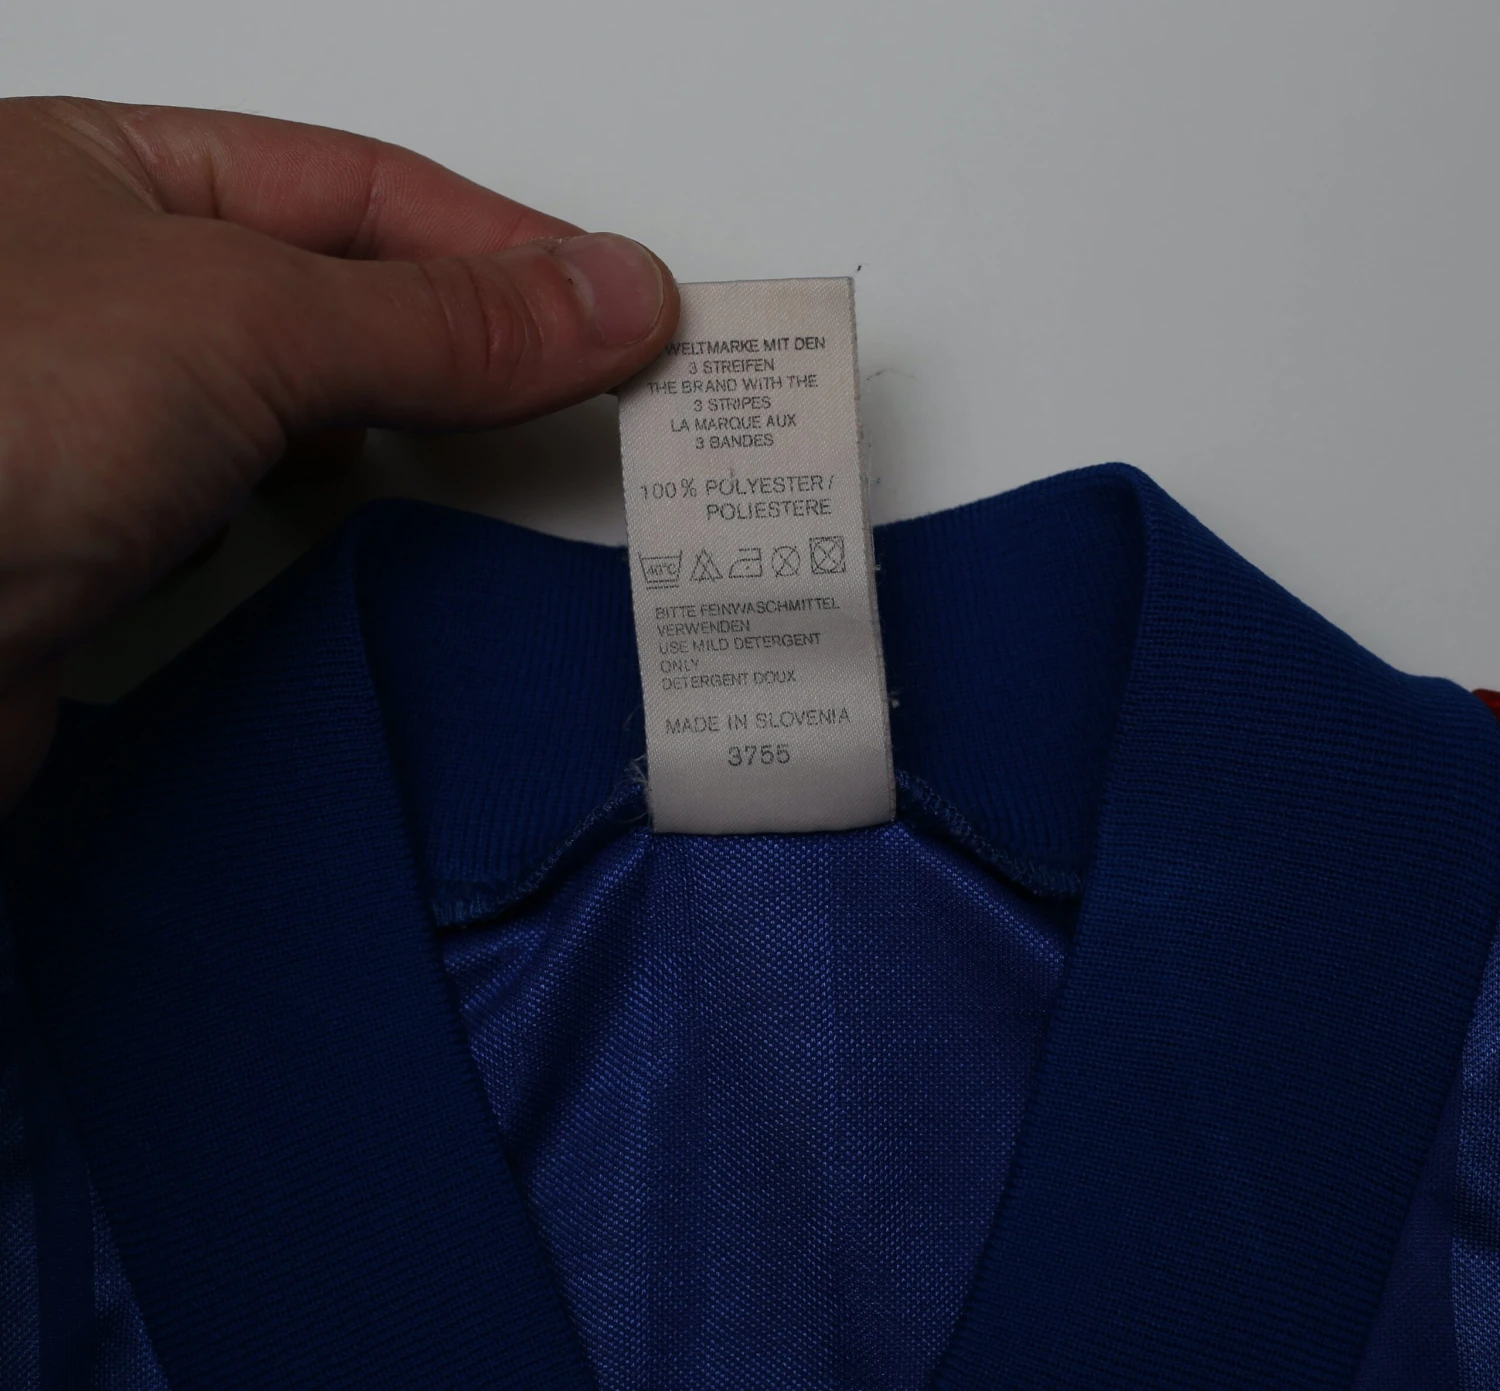 WELTMARKE MIT DEN
3 STREIFEN
THE BRAND WITH THE
3 STRIPES
LA MARQUE AUX
3 BANDES
100% POLYESTER/
POLIESTERE
40°C
BITTE FEINWASCHMITTEL
VERWENDEN
USE MILD DETERGENT
ONLY
DETERGENT DOUX
MADE IN SLOVENIA
3755